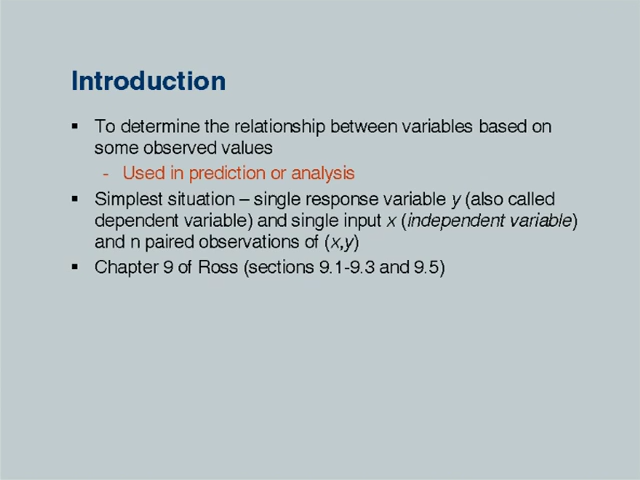 Introduction
▪ To determine the relationship between variables based on
some observed values
- Used in prediction or analysis
▪ Simplest situation – single response variable y (also called
dependent variable) and single input x (independent variable)
and n paired observations of (x,y)
▪ Chapter 9 of Ross (sections 9.1-9.3 and 9.5)